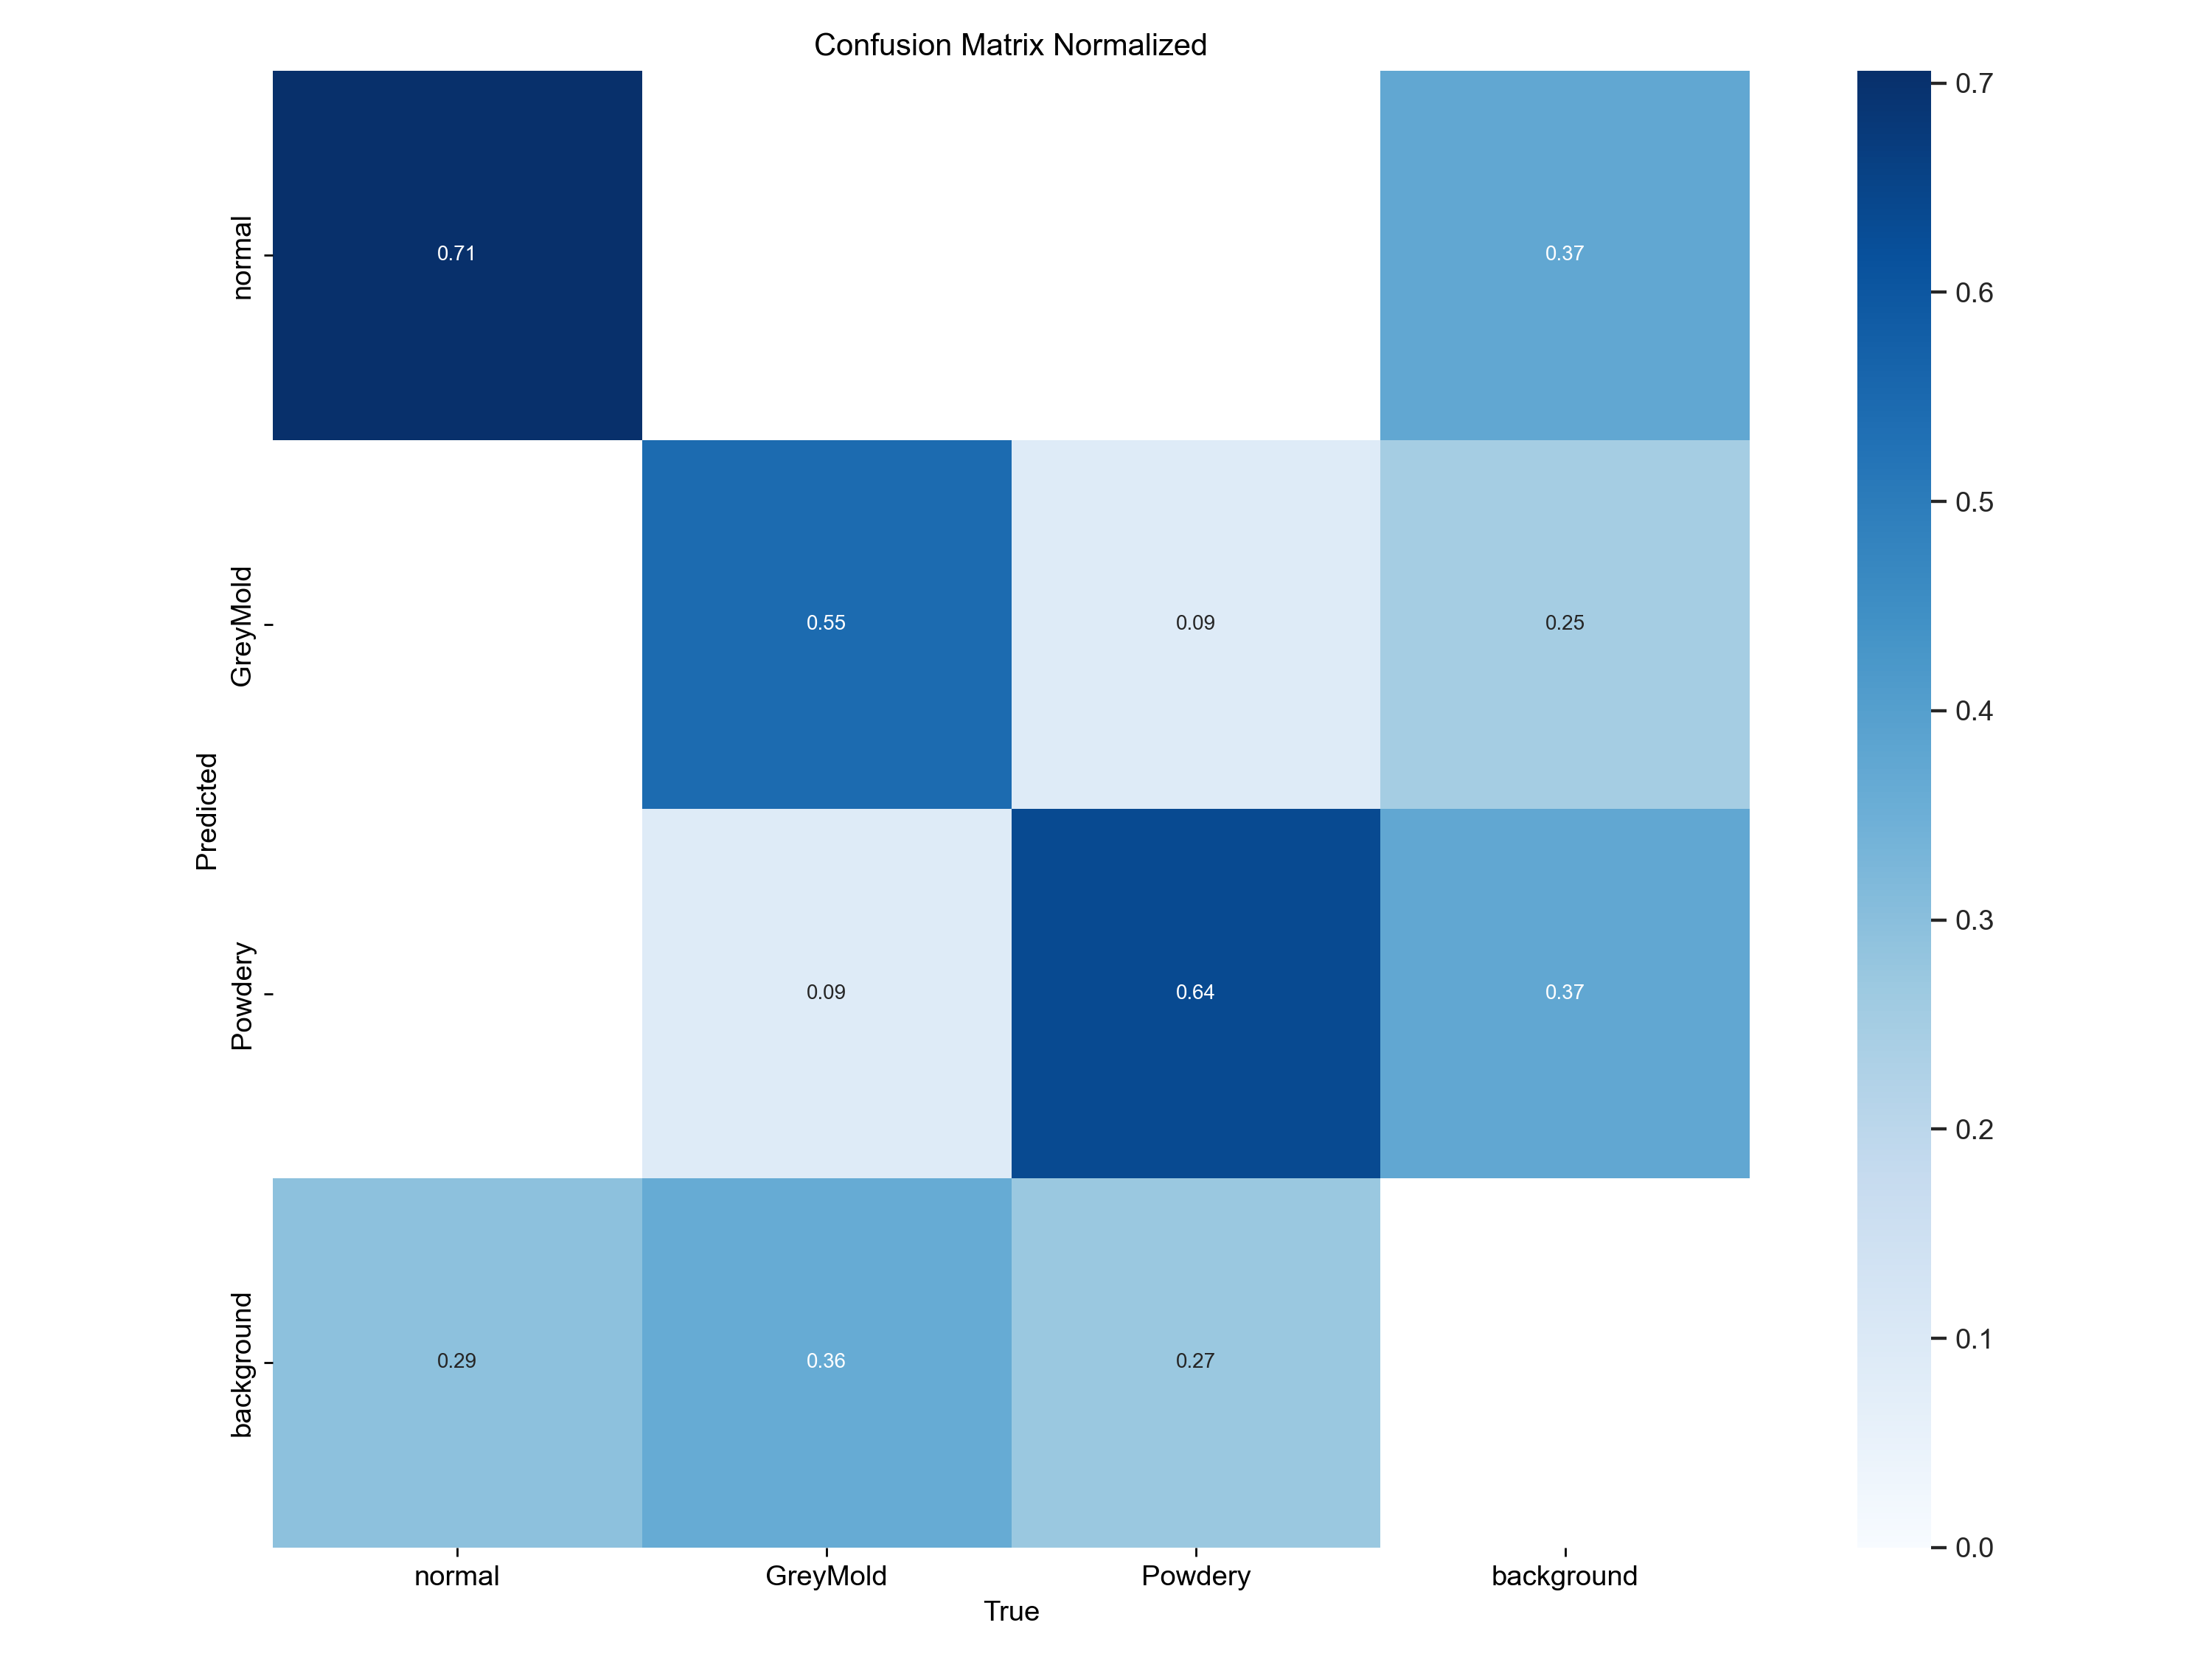 Confusion Matrix Normalized
normal
0.71
0.37
GreyMold
0.55
0.09
0.25
Predicted
Powdery
0.09
0.64
0.37
background
0.29
0.36
0.27
normal
GreyMold
Powdery
background
True
0.7
0.6
0.5
0.4
0.3
0.2
0.1
0.0